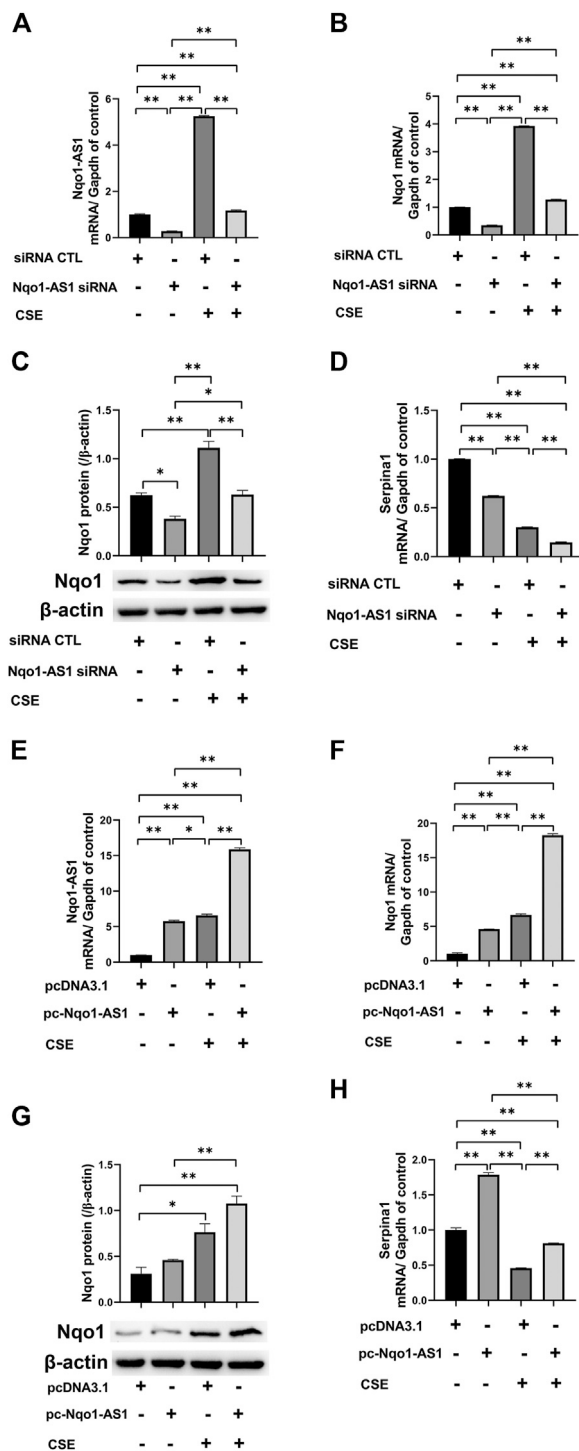 A
**
**
**
** ** **
Nqo1-AS1
mRNA/ Gapdh of control
6
4
2
0
siRNA CTL + - + -
Nqo1-AS1 siRNA - + - +
CSE - - + +
B
**
**
**
** ** **
Nqo1 mRNA/
Gapdh of control
5
4
3
2
1
0
siRNA CTL + - + -
Nqo1-AS1 siRNA - + - +
CSE - - + +
C
**
*
** **
*
Nqo1 protein (/β-actin)
1.5
1.0
0.5
0.0
Nqo1
β-actin
siRNA CTL + - + -
Nqo1-AS1 siRNA - + - +
CSE - - + +
D
**
**
**
** ** **
Serpina1
mRNA/ Gapdh of control
1.5
1.0
0.5
0.0
siRNA CTL + - + -
Nqo1-AS1 siRNA - + - +
CSE - - + +
E
**
**
**
** * **
Nqo1-AS1
mRNA/ Gapdh of control
20
15
10
5
0
pcDNA3.1 + - + -
pc-Nqo1-AS1 - + - +
CSE - - + +
F
**
**
**
** ** **
Nqo1 mRNA/
Gapdh of control
20
15
10
5
0
pcDNA3.1 + - + -
pc-Nqo1-AS1 - + - +
CSE - - + +
G
**
**
*
Nqo1 protein (/β-actin)
1.5
1.0
0.5
0.0
Nqo1
β-actin
pcDNA3.1 + - + -
pc-Nqo1-AS1 - + - +
CSE - - + +
H
**
**
**
** ** **
Serpina1
mRNA/ Gapdh of control
2.0
1.5
1.0
0.5
0.0
pcDNA3.1 + - + -
pc-Nqo1-AS1 - + - +
CSE - - + +